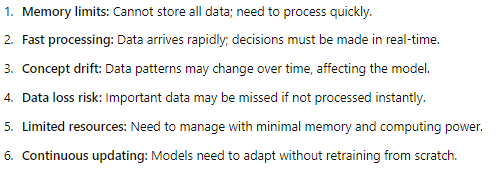 1. Memory limits: Cannot store all data; need to process quickly.
2. Fast processing: Data arrives rapidly; decisions must be made in real-time.
3. Concept drift: Data patterns may change over time, affecting the model.
4. Data loss risk: Important data may be missed if not processed instantly.
5. Limited resources: Need to manage with minimal memory and computing power.
6. Continuous updating: Models need to adapt without retraining from scratch.